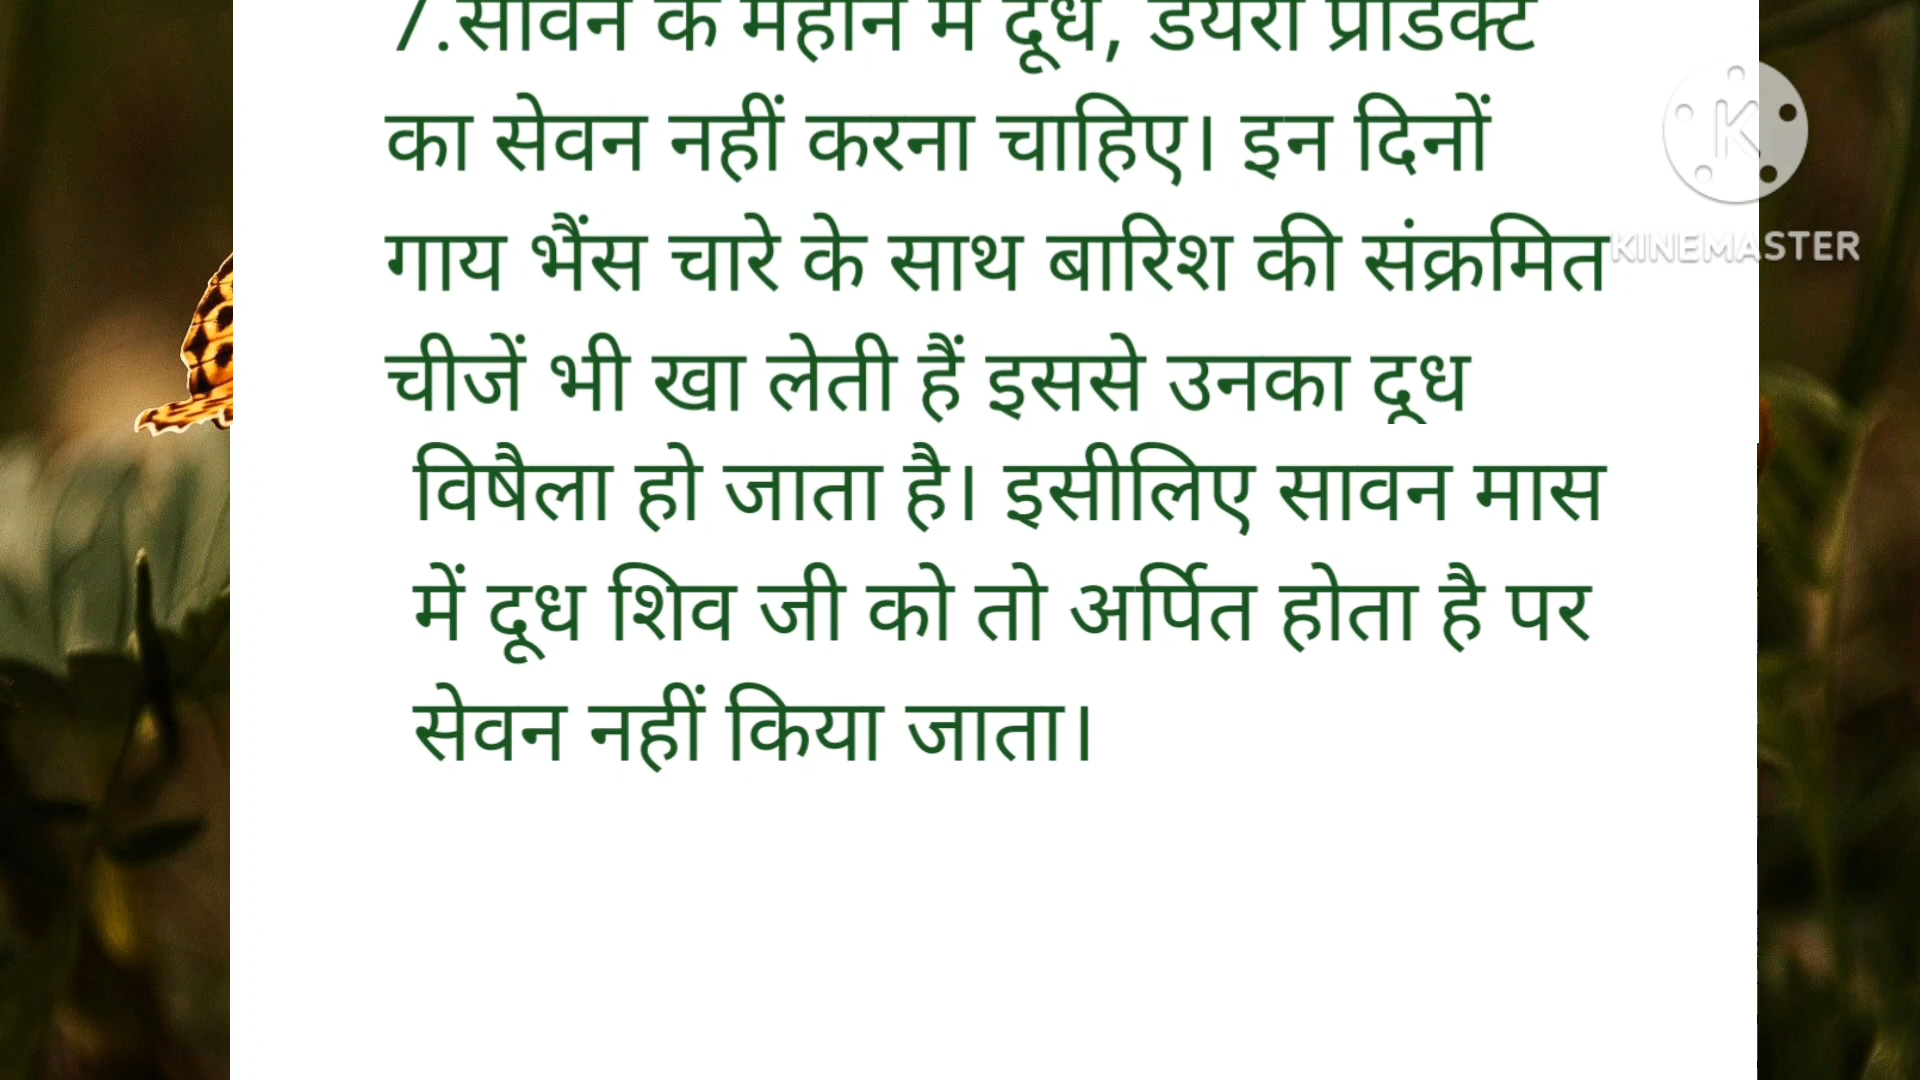 7.सावन के महीने में दूध, डेयरी प्रोडक्ट
का सेवन नहीं करना चाहिए। इन दिनों
गाय भैंस चारे के साथ बारिश की संक्रमित
चीजें भी खा लेती हैं इससे उनका दूध
विषैला हो जाता है। इसीलिए सावन मास
में दूध शिव जी को तो अर्पित होता है पर
सेवन नहीं किया जाता।
K
KINEMASTER